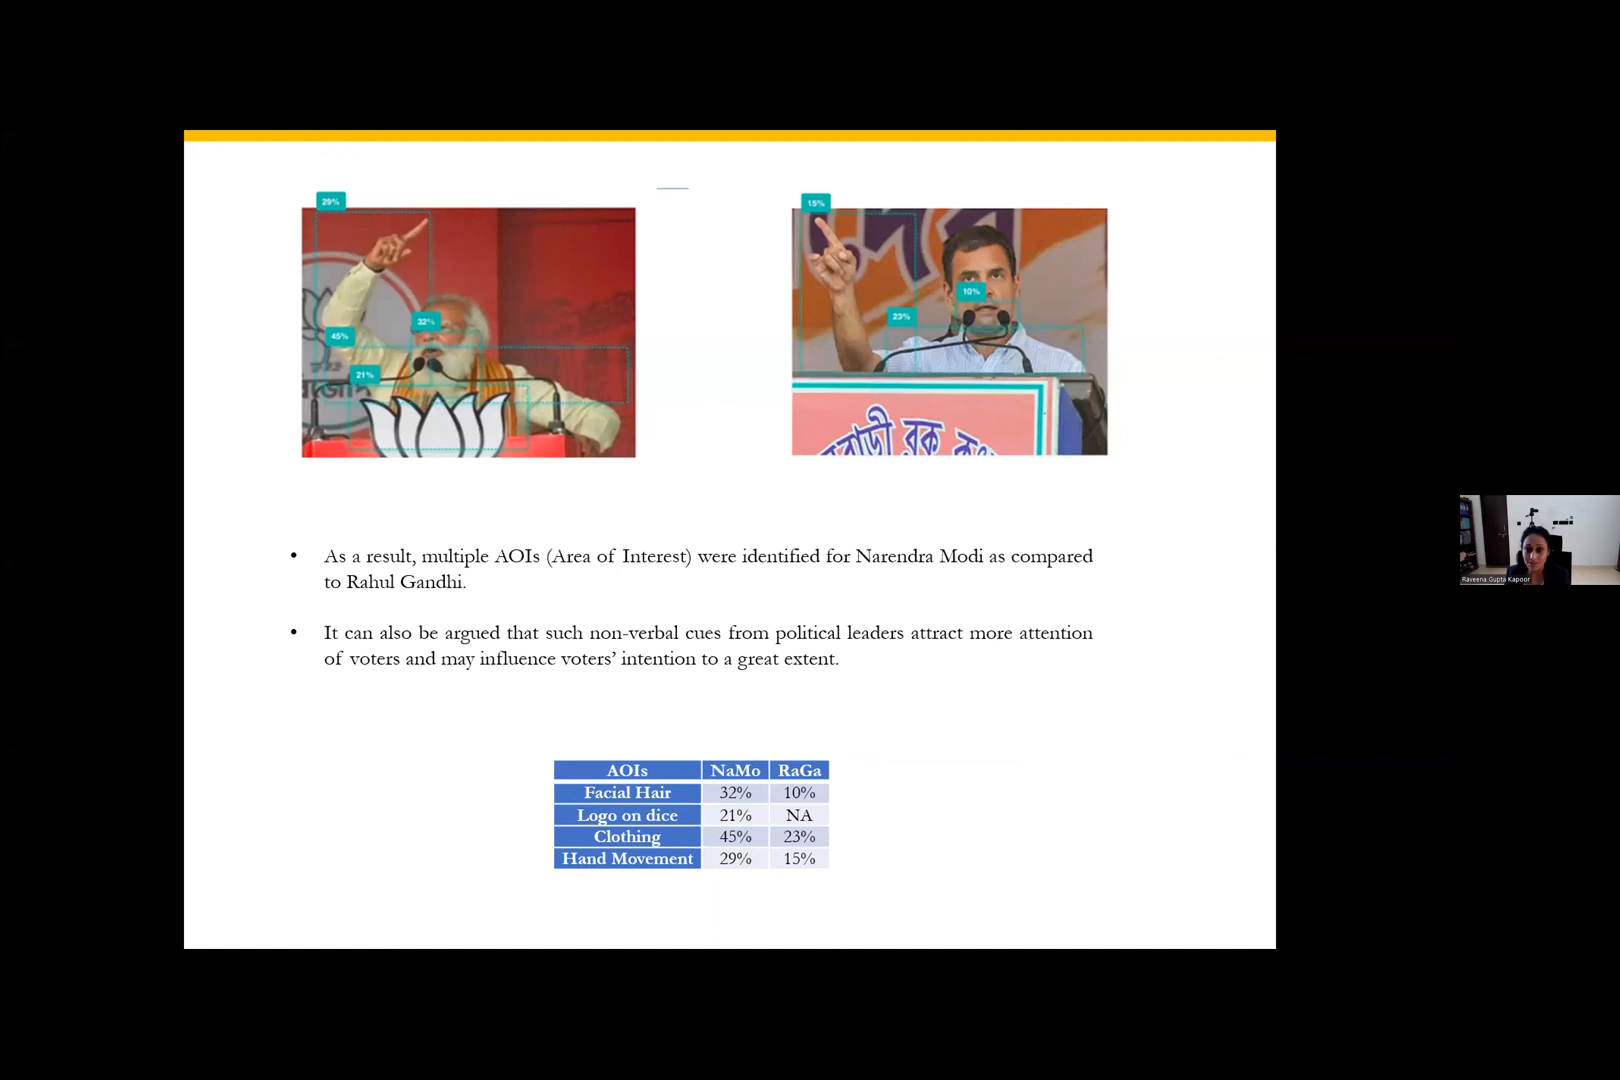 29%
15%
10%
32%
23%
45%
21%
As a result, multiple AOIs (Area of Interest) were identified for Narendra Modi as compared
to Rahul Gandhi.
It can also be argued that such non-verbal cues from political leaders attract more attention
of voters and may influence voters’ intention to a great extent.
AOIs NaMo RaGa
Facial Hair 32% 10%
Logo on dice 21% NA
Clothing 45% 23%
Hand Movement 29% 15%
Raveena Gupta Kapoor